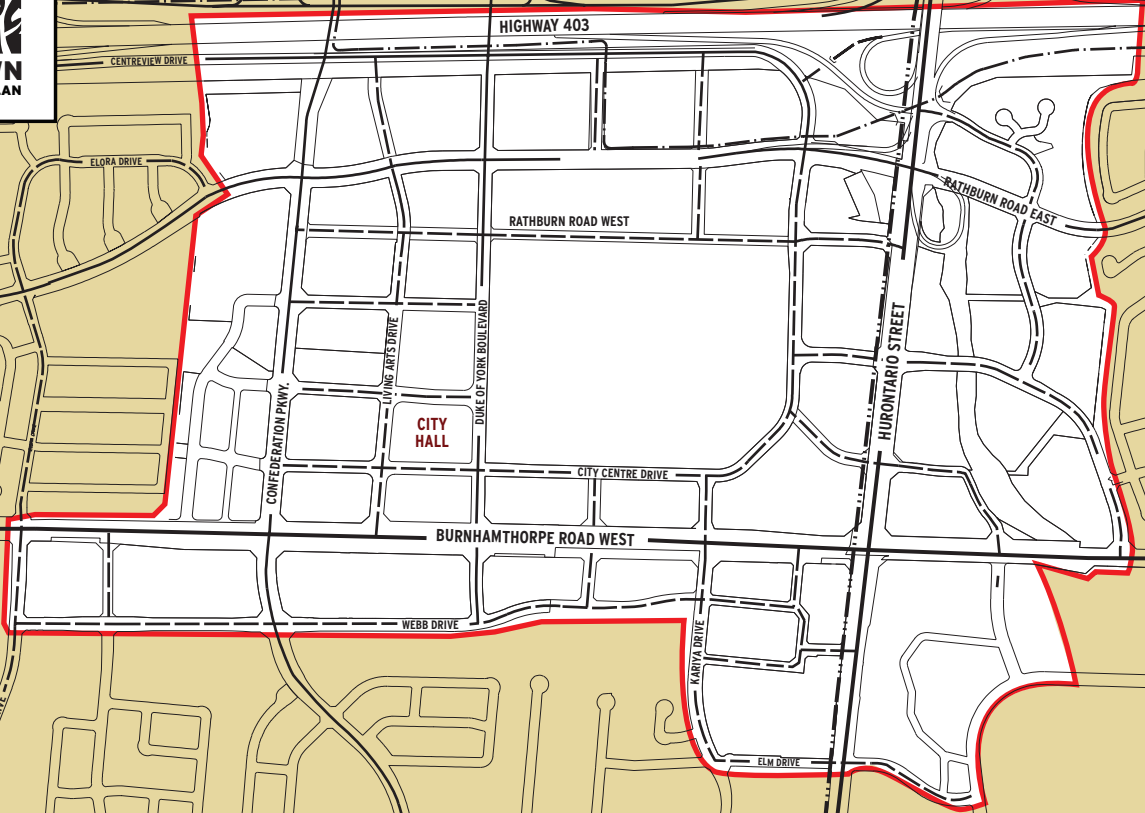 WN
LAN
HIGHWAY 403
CENTREVIEW DRIVE
ELORA DRIVE
RATHBURN ROAD EAST
RATHBURN ROAD WEST
LIVING ARTS DRIVE
DUKE OF YORK BOULEVARD
HURONTARIO STREET
CONFEDERATION PKWY.
CITY
HALL
CITY CENTRE DRIVE
BURNHAMTHORPE ROAD WEST
WEBB DRIVE
KARIYA DRIVE
ELM DRIVE